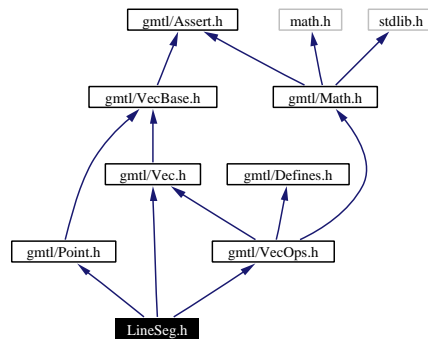 gmtl/Assert.h
math.h
stdlib.h
gmtl/VecBase.h
gmtl/Math.h
gmtl/Vec.h
gmtl/Defines.h
gmtl/Point.h
gmtl/VecOps.h
LineSeg.h